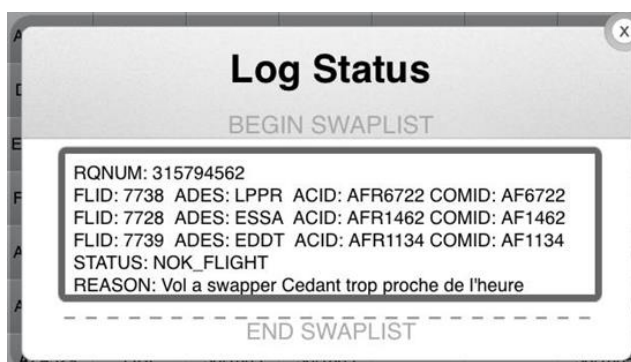 Log Status
X
BEGIN SWAPLIST
RQNUM: 315794562
FLID: 7738 ADES: LPPR ACID: AFR6722 COMID: AF6722
FLID: 7728 ADES: ESSA ACID: AFR1462 COMID: AF1462
FLID: 7739 ADES: EDDT ACID: AFR1134 COMID: AF1134
STATUS: NOK_FLIGHT
REASON: Vol a swapper Cedant trop proche de l'heure
END SWAPLIST